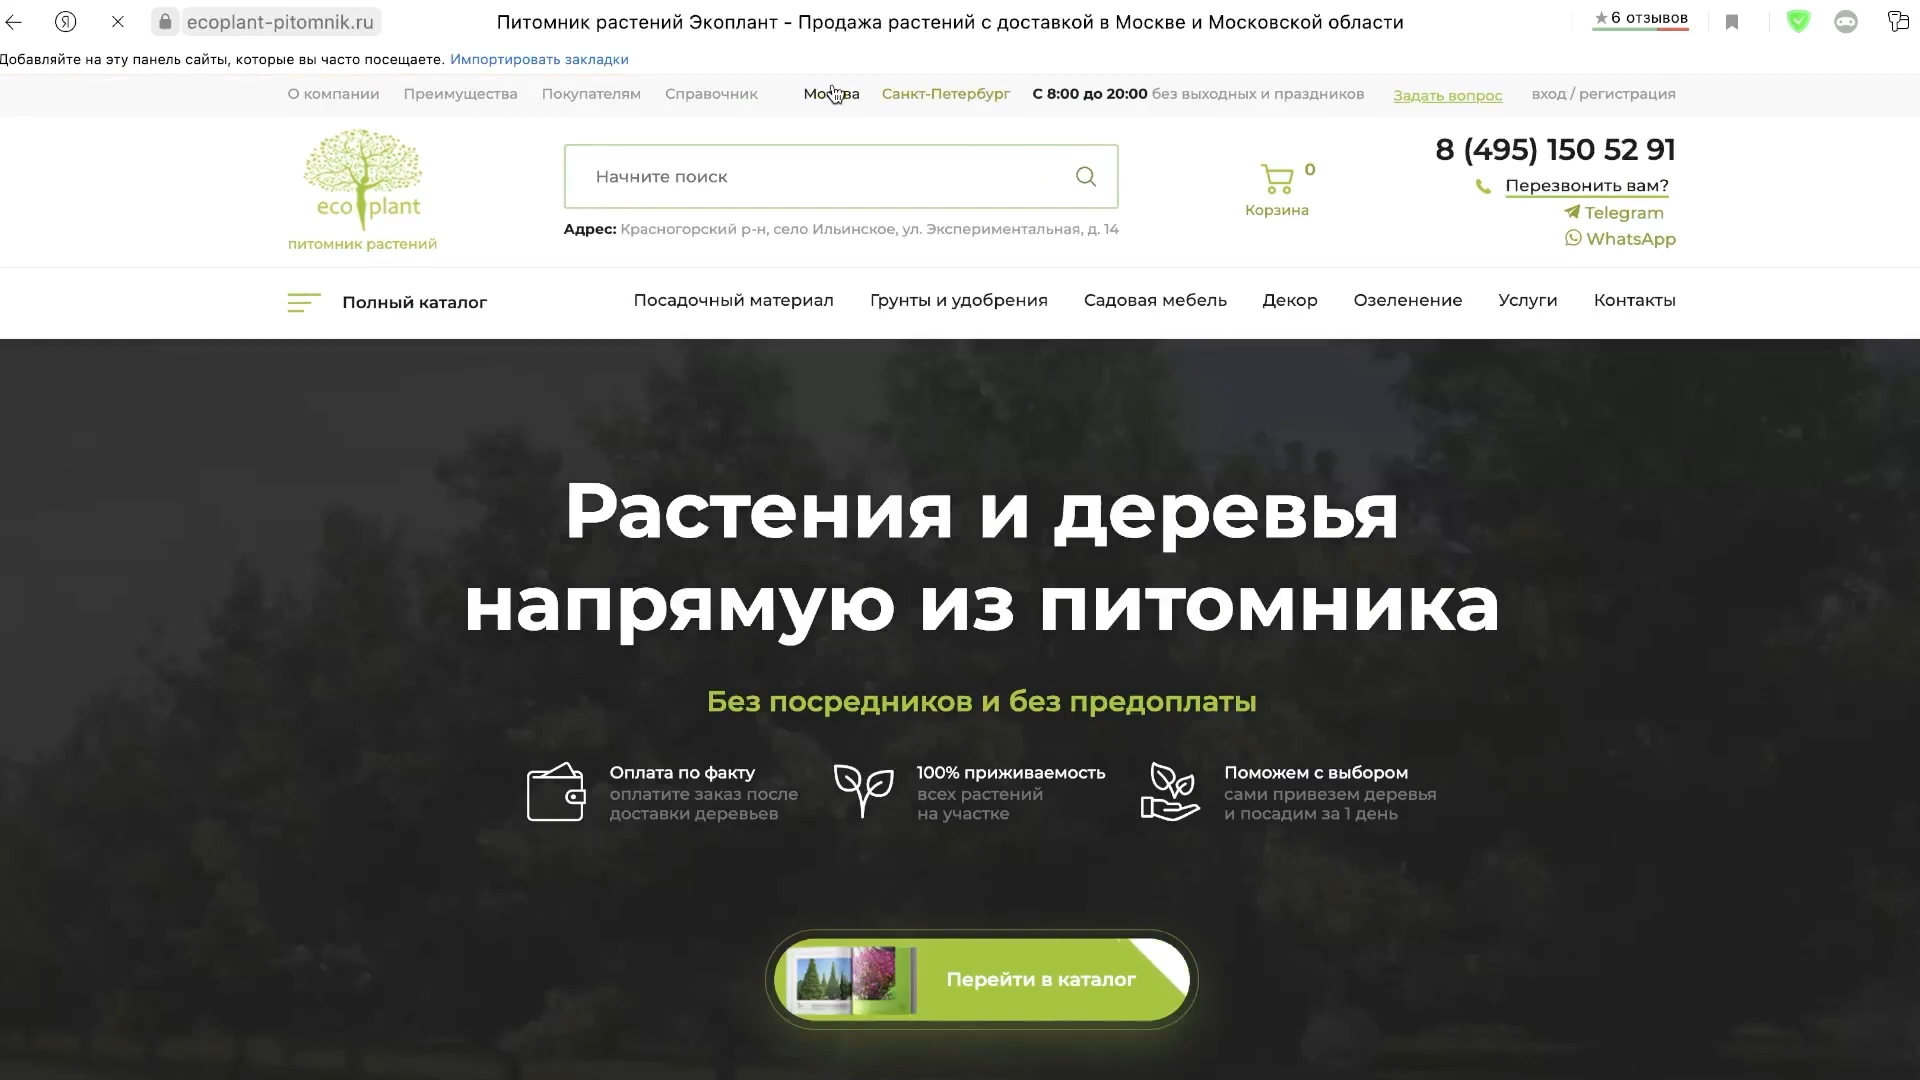 ecoplant-pitomnik.ru
Питомник растений Экоплант - Продажа растений с доставкой в Москве и Московской области
★ 6 отзывов
Добавляйте на эту панель сайты, которые вы часто посещаете. Импортировать закладки
О компании Преимущества Покупателям Справочник Москва Санкт-Петербург С 8:00 до 20:00 без выходных и праздников Задать вопрос вход / регистрация
eco plant
питомник растений
Начните поиск
Адрес: Красногорский р-н, село Ильинское, ул. Экспериментальная, д. 14
0
Корзина
8 (495) 150 52 91
Перезвонить вам?
Telegram
WhatsApp
Полный каталог Посадочный материал Грунты и удобрения Садовая мебель Декор Озеленение Услуги Контакты
Растения и деревья
напрямую из питомника
Без посредников и без предоплаты
Оплата по факту
оплатите заказ после
доставки деревьев
100% приживаемость
всех растений
на участке
Поможем с выбором
сами привезем деревья
и посадим за 1 день
Перейти в каталог